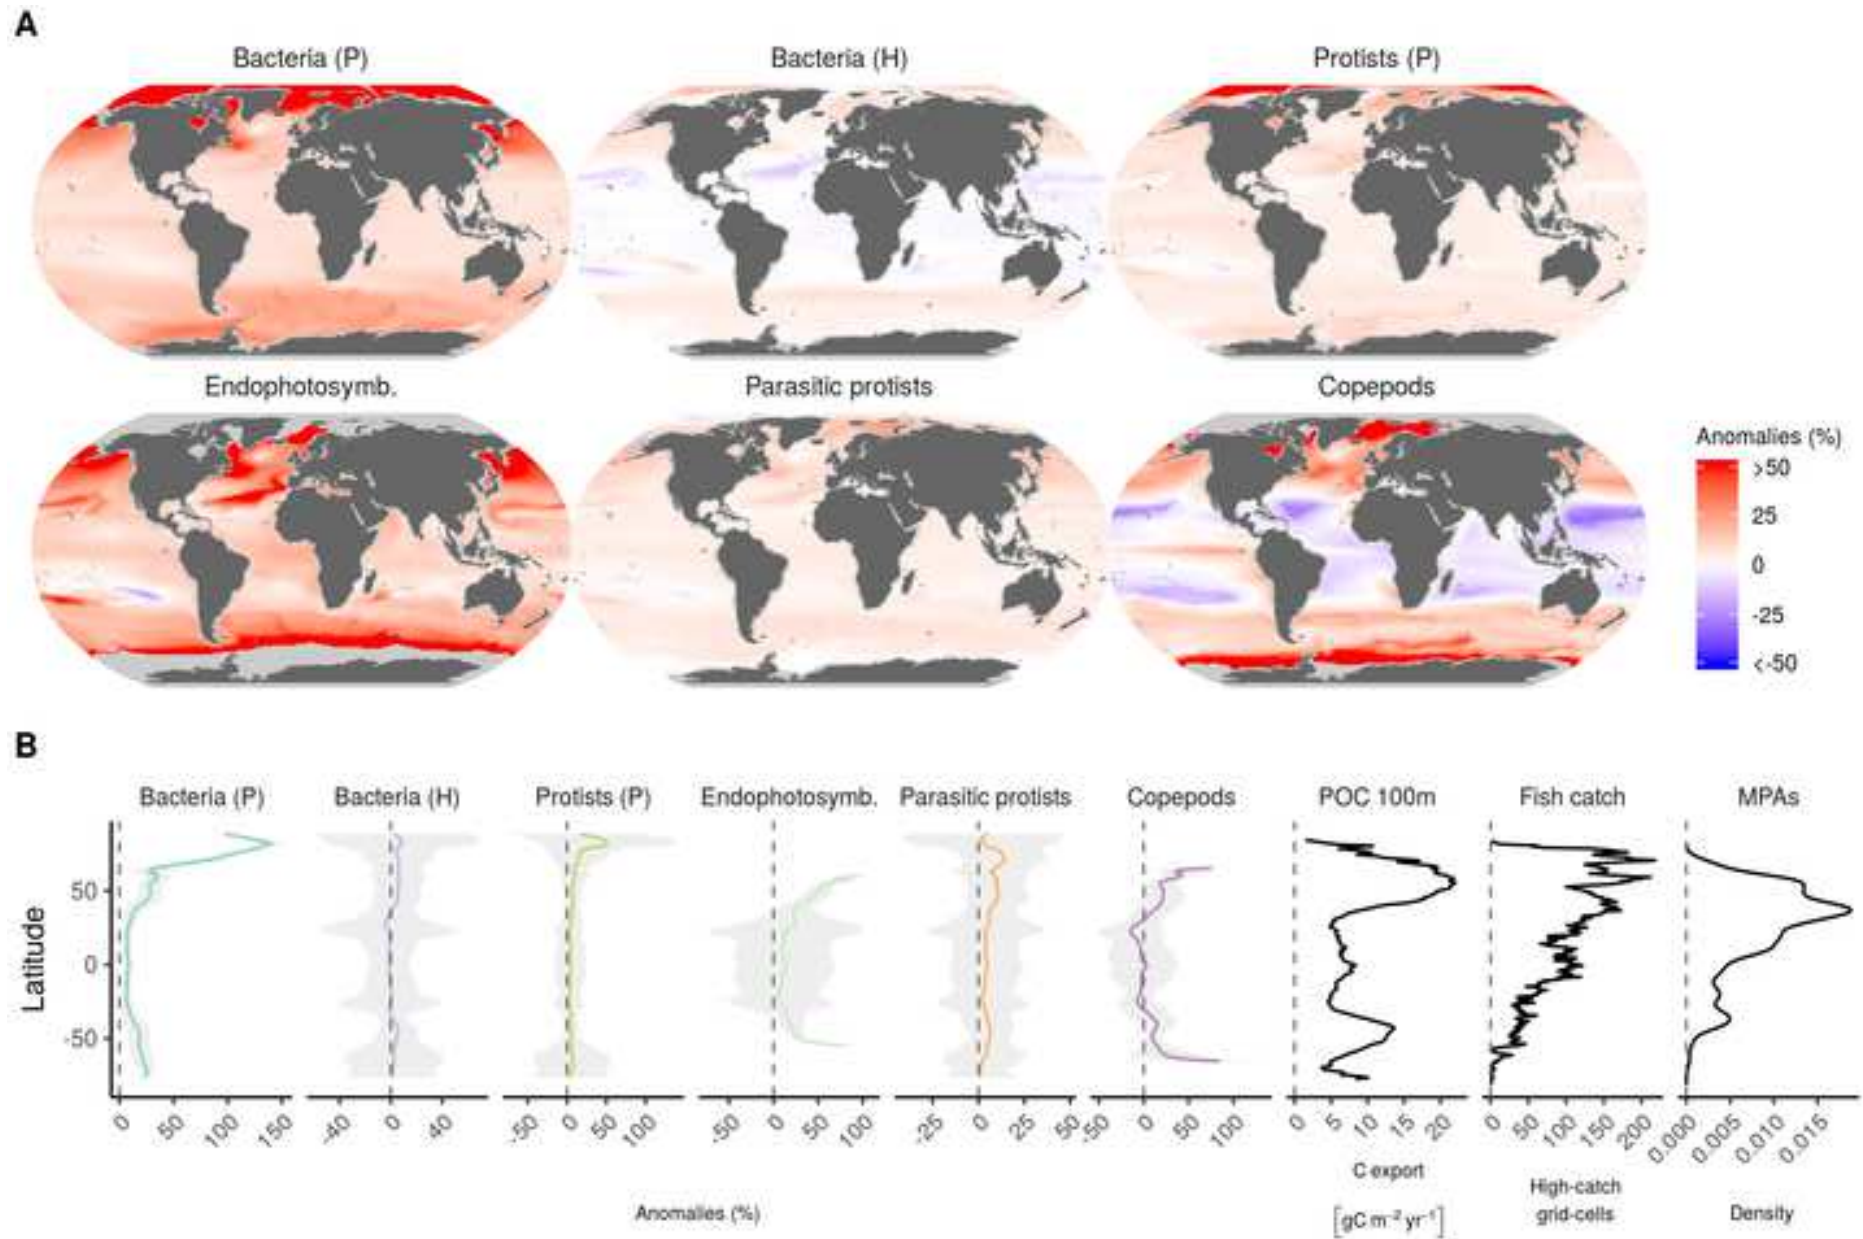 A
Bacteria (P)
Bacteria (H)
Protists (P)
Endophotosymb.
Parasitic protists
Copepods
Anomalies (%)
>50
25
0
-25
<-50
B
Bacteria (P)
Bacteria (H)
Protists (P)
Endophotosymb.
Parasitic protists
Copepods
POC 100m
Fish catch
MPAs
Latitude
50
0
-50
0 50 100 150
-40 0 40
-50 0 50 100
-50 0 50 100
-25 0 25 50
-50 0 50 100
0 5 10 15 20
0 50 100 150 200
0.000 0.005 0.010 0.015
Anomalies (%)
C export
[gC m⁻² yr⁻¹]
High-catch
grid-cells
Density